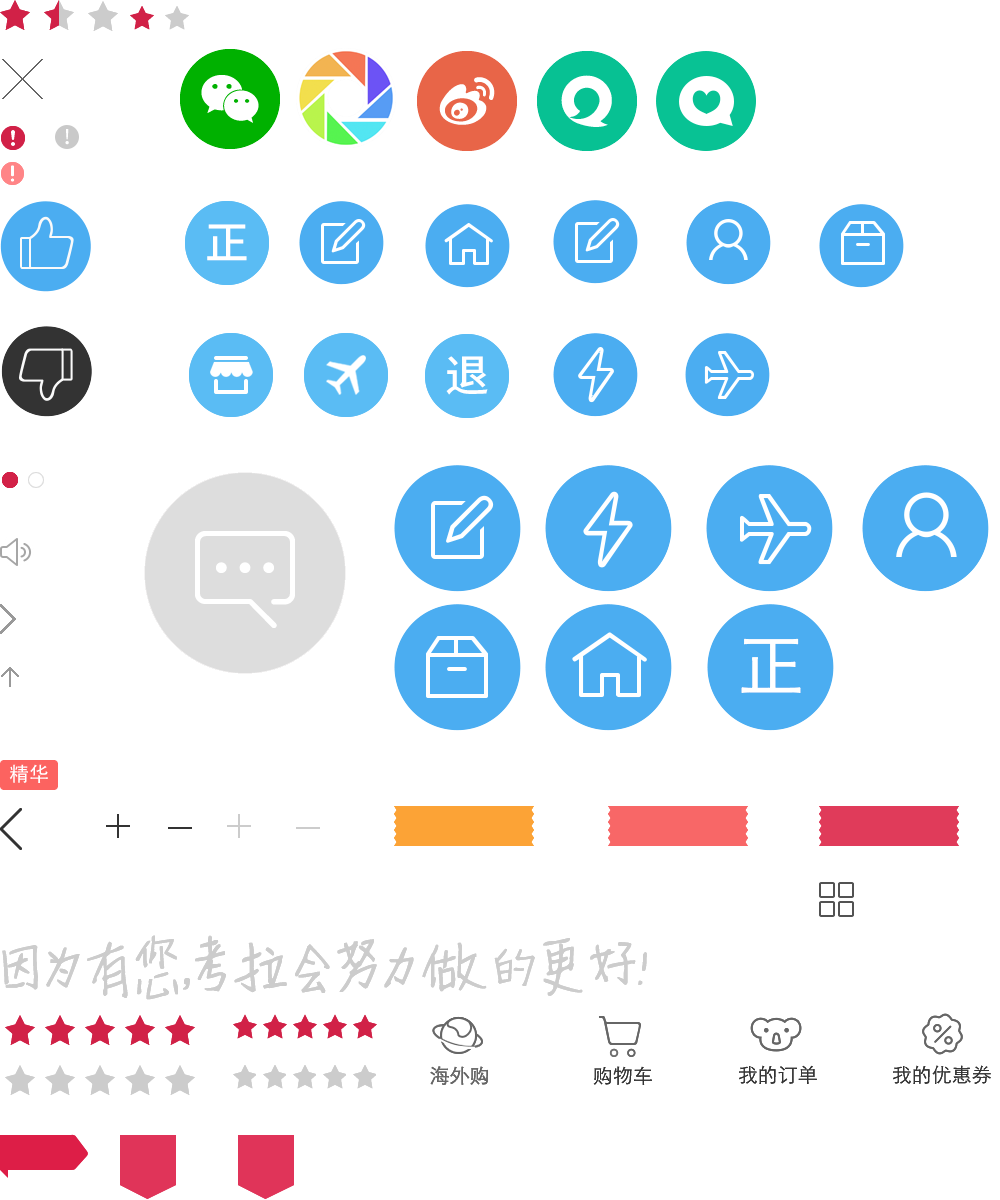 正
退
正
精华
因为有您,考拉会努力做的更好!
海外购
购物车
我的订单
我的优惠券